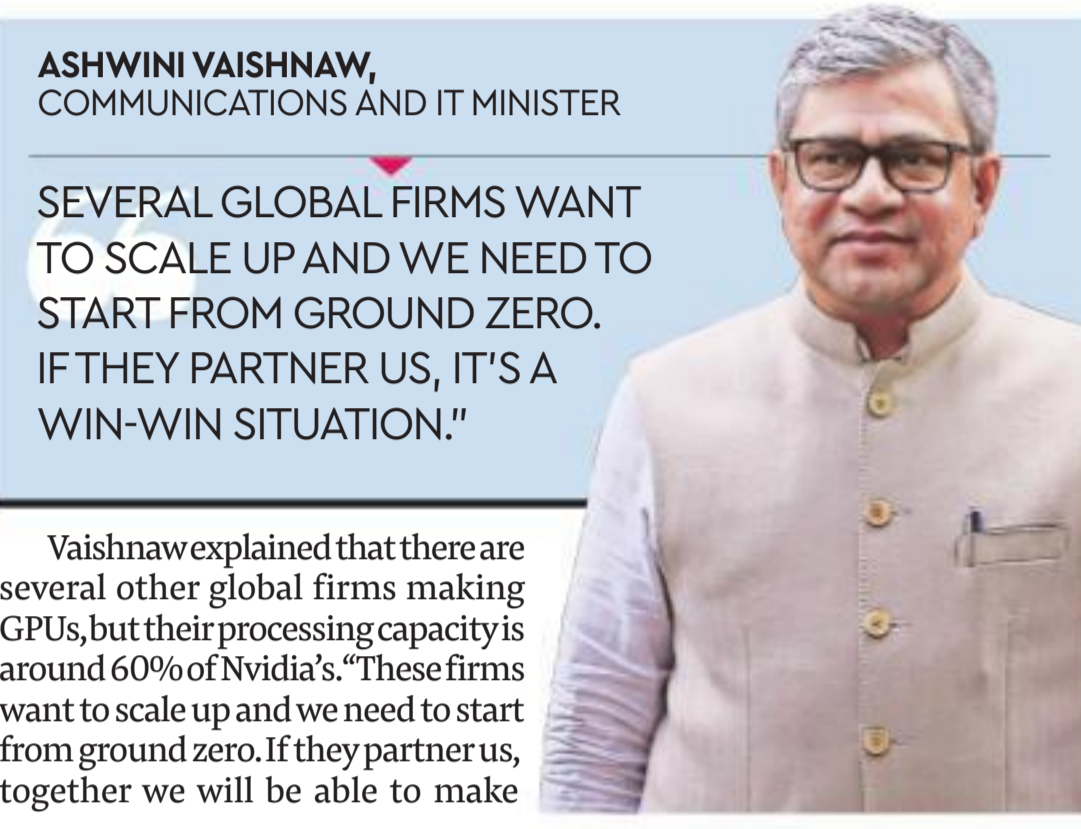 ASHWINI VAISHNAW,
COMMUNICATIONS AND IT MINISTER
SEVERAL GLOBAL FIRMS WANT
TO SCALE UP AND WE NEED TO
START FROM GROUND ZERO.
IF THEY PARTNER US, IT'S A
WIN-WIN SITUATION."
Vaishnaw explained that there are
several other global firms making
GPUs, but their processing capacity is
around 60% of Nvidia’s. “These firms
want to scale up and we need to start
from ground zero. If they partner us,
together we will be able to make